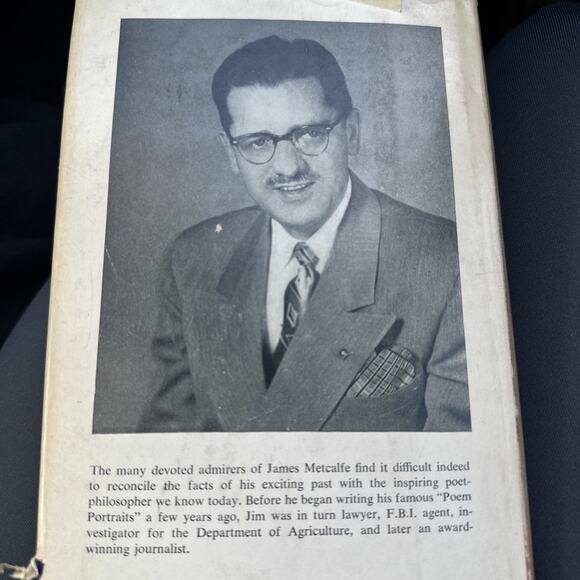 The many devoted admirers of James Metcalfe find it difficult indeed
to reconcile the facts of his exciting past with the inspiring poet-
philosopher we know today. Before he began writing his famous "Poem
Portraits" a few years ago, Jim was in turn lawyer, F.B.I. agent, in-
vestigator for the Department of Agriculture, and later an award-
winning journalist.